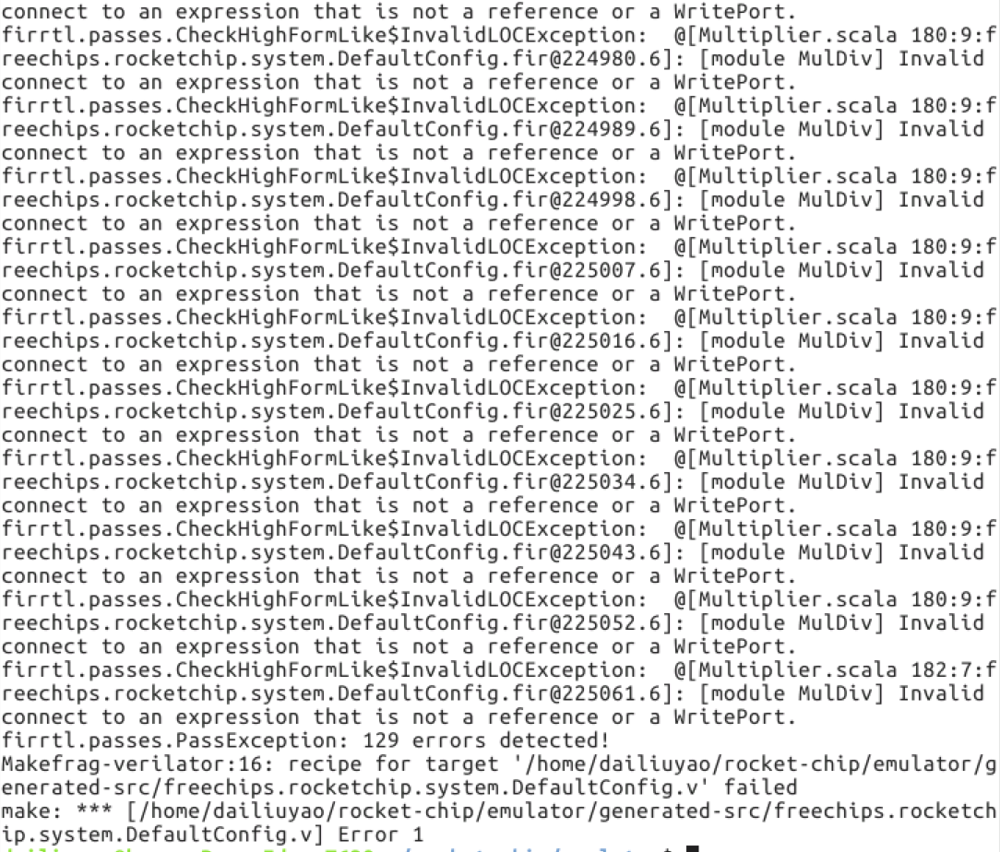 connect to an expression that is not a reference or a WritePort.
firrtl.passes.CheckHighFormLike$InvalidLOCException:  @[Multiplier.scala 180:9:f
reechips.rocketchip.system.DefaultConfig.fir@224980.6]: [module MulDiv] Invalid
connect to an expression that is not a reference or a WritePort.
firrtl.passes.CheckHighFormLike$InvalidLOCException:  @[Multiplier.scala 180:9:f
reechips.rocketchip.system.DefaultConfig.fir@224989.6]: [module MulDiv] Invalid
connect to an expression that is not a reference or a WritePort.
firrtl.passes.CheckHighFormLike$InvalidLOCException:  @[Multiplier.scala 180:9:f
reechips.rocketchip.system.DefaultConfig.fir@224998.6]: [module MulDiv] Invalid
connect to an expression that is not a reference or a WritePort.
firrtl.passes.CheckHighFormLike$InvalidLOCException:  @[Multiplier.scala 180:9:f
reechips.rocketchip.system.DefaultConfig.fir@225007.6]: [module MulDiv] Invalid
connect to an expression that is not a reference or a WritePort.
firrtl.passes.CheckHighFormLike$InvalidLOCException:  @[Multiplier.scala 180:9:f
reechips.rocketchip.system.DefaultConfig.fir@225016.6]: [module MulDiv] Invalid
connect to an expression that is not a reference or a WritePort.
firrtl.passes.CheckHighFormLike$InvalidLOCException:  @[Multiplier.scala 180:9:f
reechips.rocketchip.system.DefaultConfig.fir@225025.6]: [module MulDiv] Invalid
connect to an expression that is not a reference or a WritePort.
firrtl.passes.CheckHighFormLike$InvalidLOCException:  @[Multiplier.scala 180:9:f
reechips.rocketchip.system.DefaultConfig.fir@225034.6]: [module MulDiv] Invalid
connect to an expression that is not a reference or a WritePort.
firrtl.passes.CheckHighFormLike$InvalidLOCException:  @[Multiplier.scala 180:9:f
reechips.rocketchip.system.DefaultConfig.fir@225043.6]: [module MulDiv] Invalid
connect to an expression that is not a reference or a WritePort.
firrtl.passes.CheckHighFormLike$InvalidLOCException:  @[Multiplier.scala 180:9:f
reechips.rocketchip.system.DefaultConfig.fir@225052.6]: [module MulDiv] Invalid
connect to an expression that is not a reference or a WritePort.
firrtl.passes.CheckHighFormLike$InvalidLOCException:  @[Multiplier.scala 182:7:f
reechips.rocketchip.system.DefaultConfig.fir@225061.6]: [module MulDiv] Invalid
connect to an expression that is not a reference or a WritePort.
firrtl.passes.PassException: 129 errors detected!
Makefrag-verilator:16: recipe for target '/home/dailiuyao/rocket-chip/emulator/g
enerated-src/freechips.rocketchip.system.DefaultConfig.v' failed
make: *** [/home/dailiuyao/rocket-chip/emulator/generated-src/freechips.rocketch
ip.system.DefaultConfig.v] Error 1